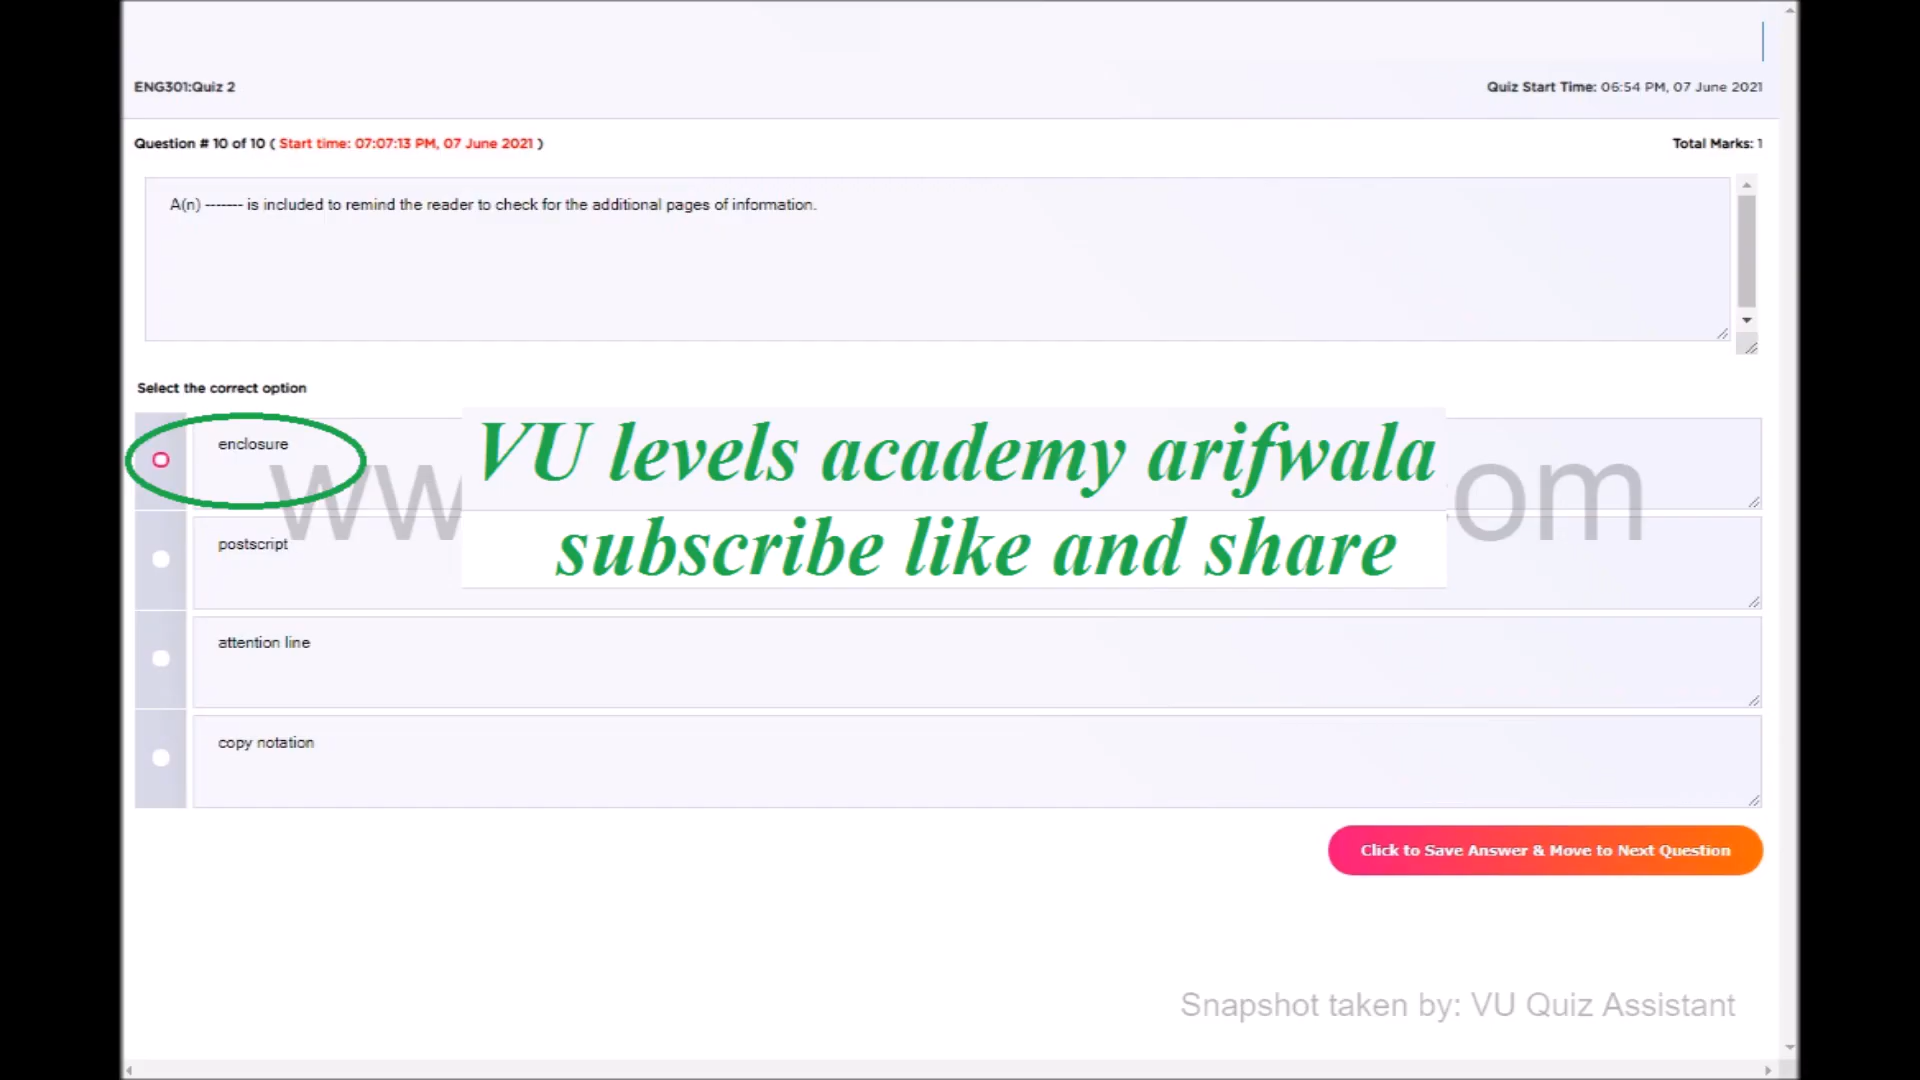 ENG301:Quiz 2
Quiz Start Time: 06:54 PM, 07 June 2021
Question # 10 of 10 ( Start time: 07:07:13 PM, 07 June 2021 )
Total Marks: 1
A(n) ------- is included to remind the reader to check for the additional pages of information.
Select the correct option
enclosure
VU levels academy arifwala
subscribe like and share
postscript
attention line
copy notation
Click to Save Answer & Move to Next Question
Snapshot taken by: VU Quiz Assistant